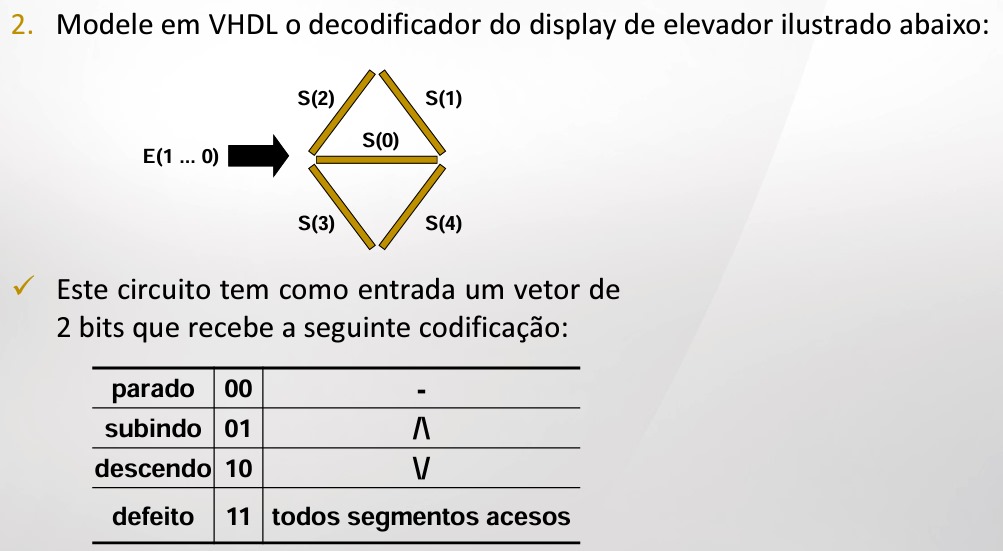 2. Modele em VHDL o decodificador do display de elevador ilustrado abaixo:
S(2) S(1)
S(0)
E(1 ... 0)
S(3) S(4)
✓ Este circuito tem como entrada um vetor de
2 bits que recebe a seguinte codificação:
parado 00 -
subindo 01 /\
descendo 10 \/
defeito 11 todos segmentos acesos